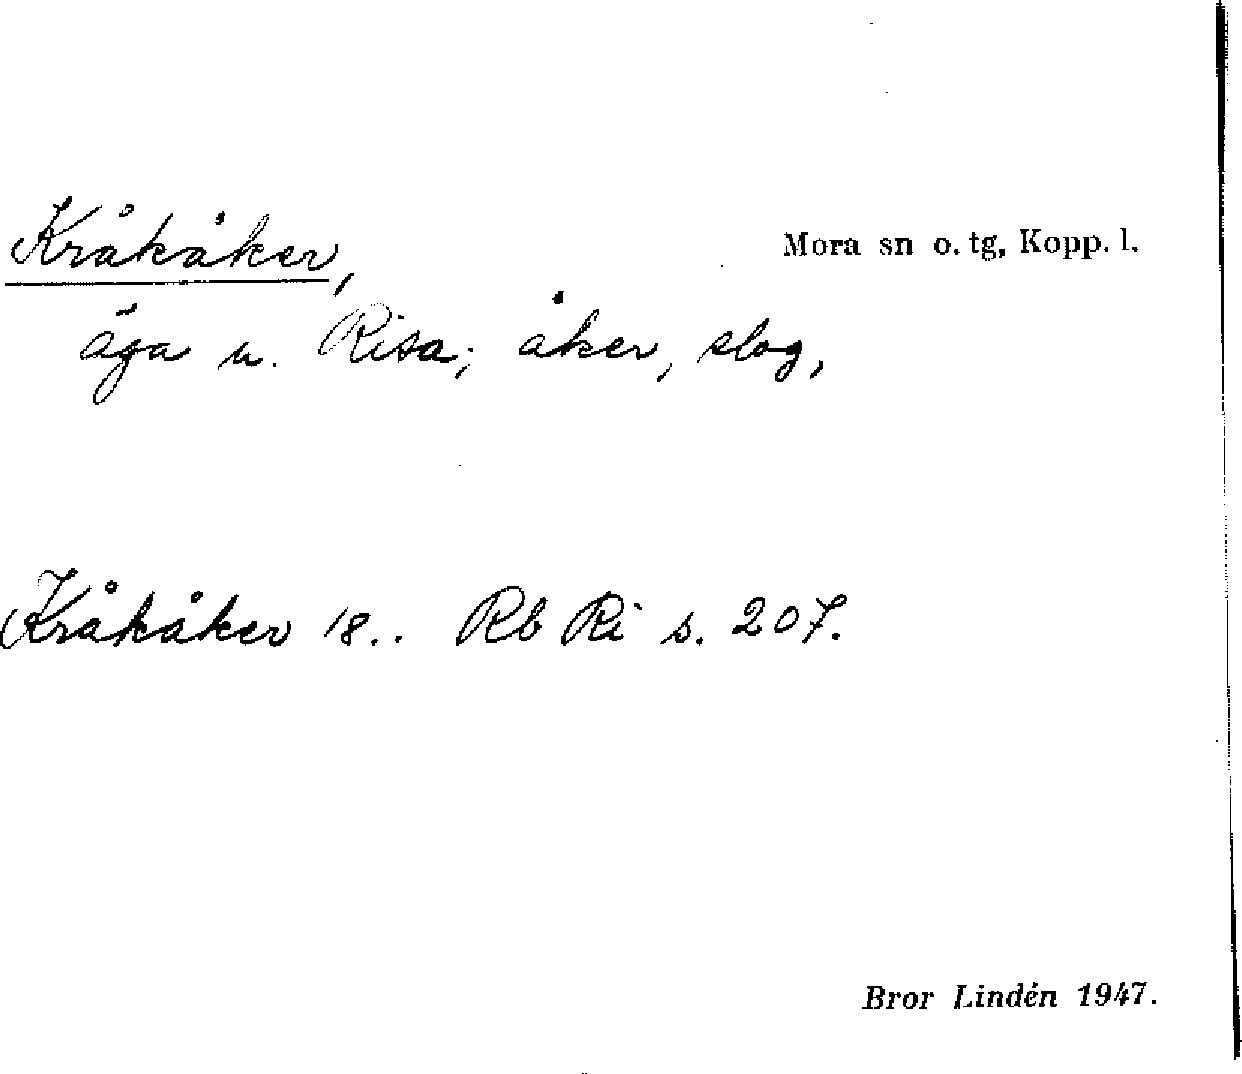 Kråkåker,
Mora sn o. tg, Kopp. l.
äga u. Risa; åker, slog,
Kråkåker 18.. Rb Ri s. 207.
Bror Lindén 1947.